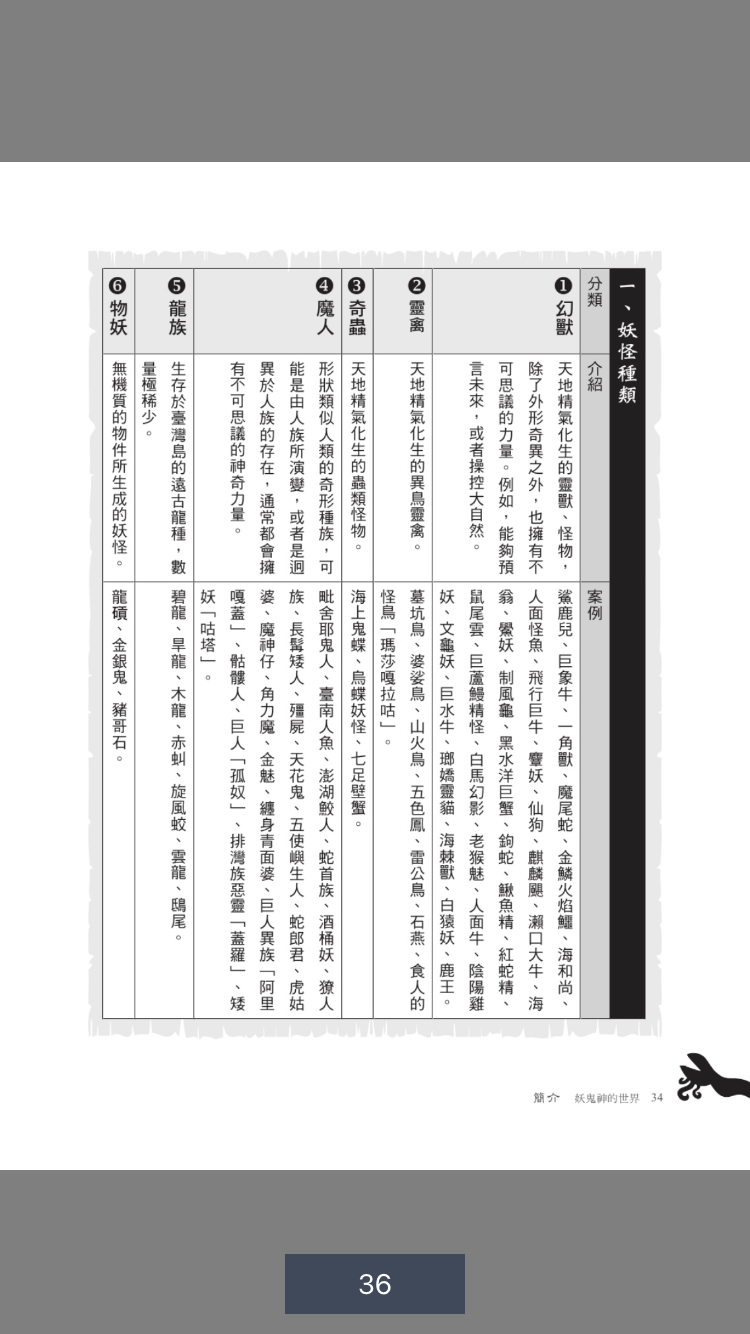 一、妖怪種類
分類
介紹
案例
❶幻獸
天地精氣化生的靈獸、怪物，
除了外形奇異之外，也擁有不
可思議的力量。例如，能夠預
言未來，或者操控大自然。
鯊鹿兒、巨象牛、一角獸、魔尾蛇、金鱗火焰鱷、海和尚、
人面怪魚、飛行巨牛、麞妖、仙狗、麒麟颶、瀨口大牛、海
翁、鱟妖、制風龜、黑水洋巨蟹、鉤蛇、鰍魚精、紅蛇精、
鼠尾雲、巨蘆鰻精怪、白馬幻影、老猴魅、人面牛、陰陽雞
妖、文龜妖、巨水牛、瑯嬌靈貓、海棘獸、白猿妖、鹿王。
❷靈禽
天地精氣化生的異鳥靈禽。
墓坑鳥、婆娑鳥、山火鳥、五色鳳、雷公鳥、石燕、食人的
怪鳥「瑪莎嘎拉咕」。
❸奇蟲
天地精氣化生的蟲類怪物。
海上鬼蝶、烏蝶妖怪、七足壁蟹。
❹魔人
形狀類似人類的奇形種族，可
能是由人族所演變，或者是迥
異於人族的存在，通常都會擁
有不可思議的神奇力量。
毗舍耶鬼人、臺南人魚、澎湖鮫人、蛇首族、酒桶妖、獠人
族、長髯矮人、殭屍、天花鬼、五使嶼生人、蛇郎君、虎姑
婆、魔神仔、角力魔、金魅、纏身青面婆、巨人異族「阿里
嘎蓋」、骷髏人、巨人「孤奴」、排灣族惡靈「蓋羅」、矮
妖「咕塔」。
❺龍族
生存於臺灣島的遠古龍種，數
量極稀少。
碧龍、旱龍、木龍、赤虯、旋風蛟、雲龍、鴟尾。
❻物妖
無機質的物件所生成的妖怪。
龍碽、金銀鬼、豬哥石。
簡介 妖鬼神的世界 34
36